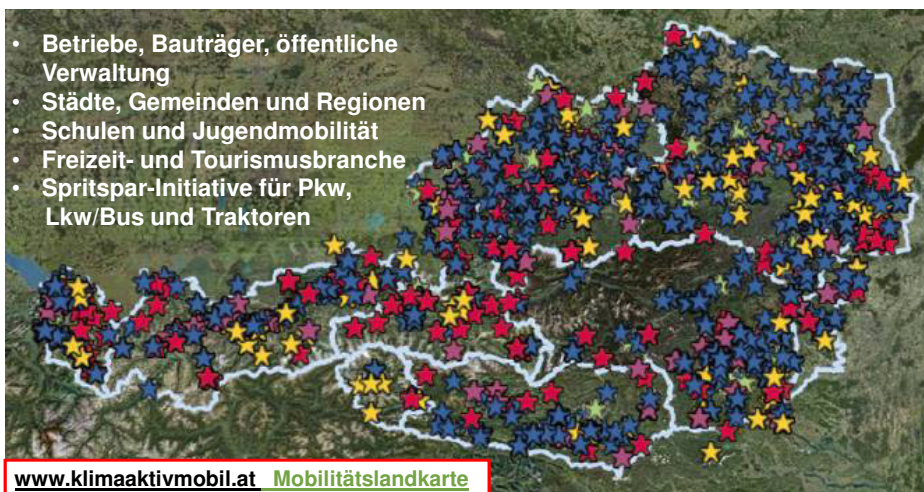 • Betriebe, Bauträger, öffentliche
Verwaltung
• Städte, Gemeinden und Regionen
• Schulen und Jugendmobilität
• Freizeit- und Tourismusbranche
• Spritspar-Initiative für Pkw,
Lkw/Bus und Traktoren
www.klimaaktivmobil.at Mobilitätslandkarte